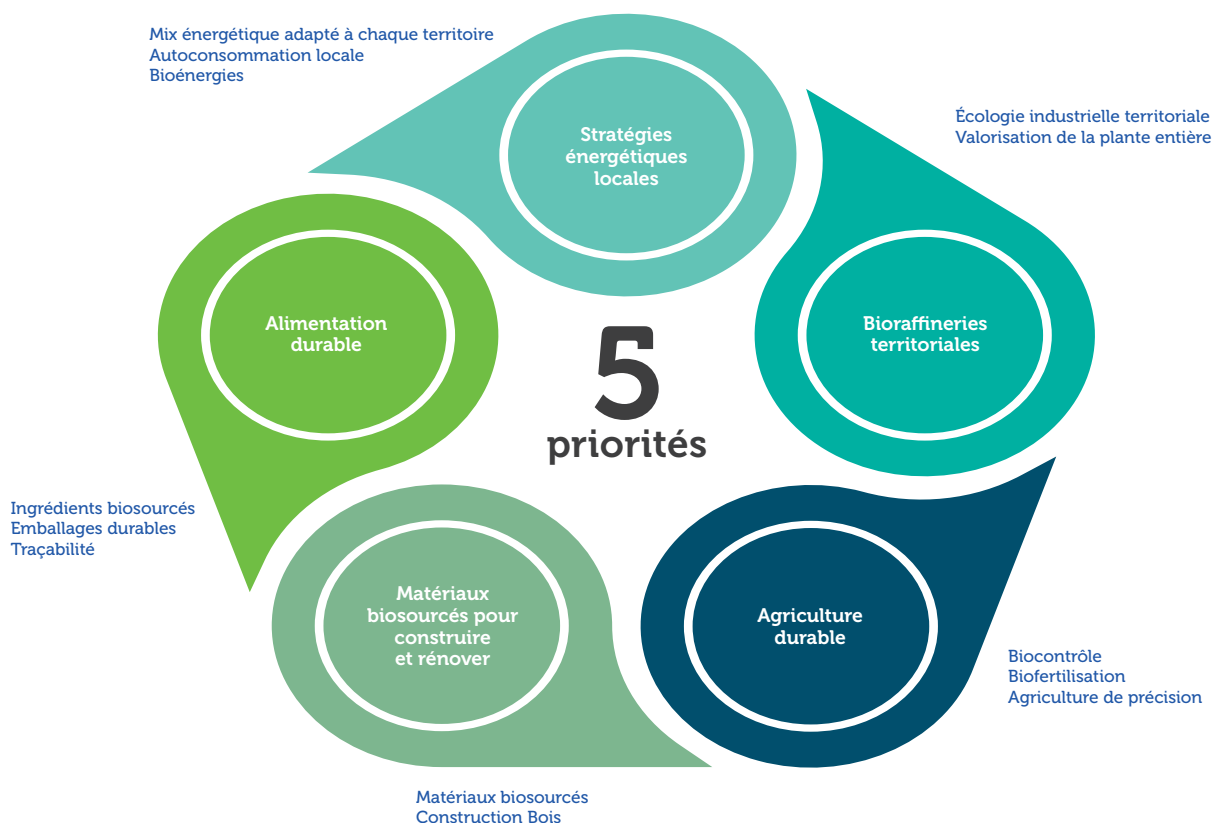 Mix énergétique adapté à chaque territoire
Autoconsommation locale
Bioénergies
Stratégies
énergétiques
locales
Écologie industrielle territoriale
Valorisation de la plante entière
Bioraffineries
territoriales
Alimentation
durable
5
priorités
Ingrédients biosourcés
Emballages durables
Traçabilité
Matériaux
biosourcés pour
construire
et rénover
Agriculture
durable
Biocontrôle
Biofertilisation
Agriculture de précision
Matériaux biosourcés
Construction Bois